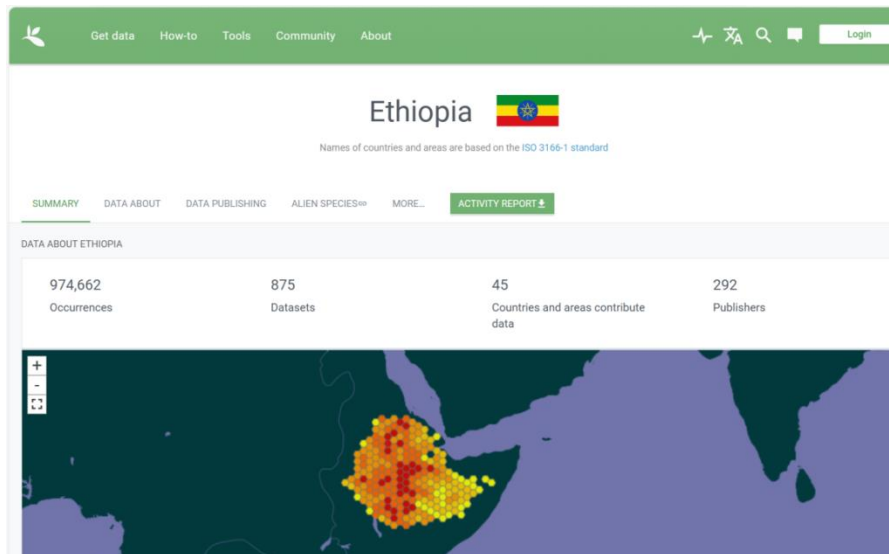 Get data How-to Tools Community About Login
Ethiopia
Names of countries and areas are based on the ISO 3166-1 standard
SUMMARY DATA ABOUT DATA PUBLISHING ALIEN SPECIES MORE... ACTIVITY REPORT
DATA ABOUT ETHIOPIA
974,662 875 45 292
Occurrences Datasets Countries and areas contribute Publishers
data
+
-